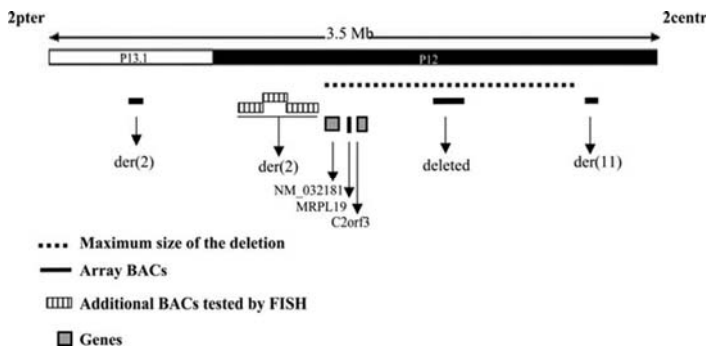 2pter
2centr
3.5 Mb
P13.1
P12
der(2)
der(2)
deleted
der(11)
NM_032181
MRPL19
C2orf3
Maximum size of the deletion
Array BACs
Additional BACs tested by FISH
Genes